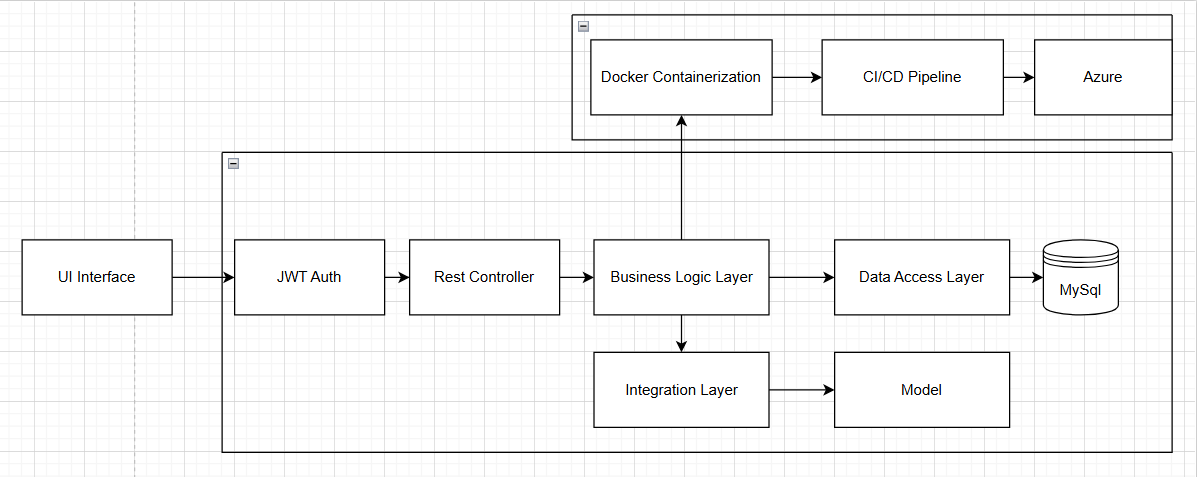 Docker Containerization
CI/CD Pipeline
Azure
UI Interface
JWT Auth
Rest Controller
Business Logic Layer
Data Access Layer
MySql
Integration Layer
Model